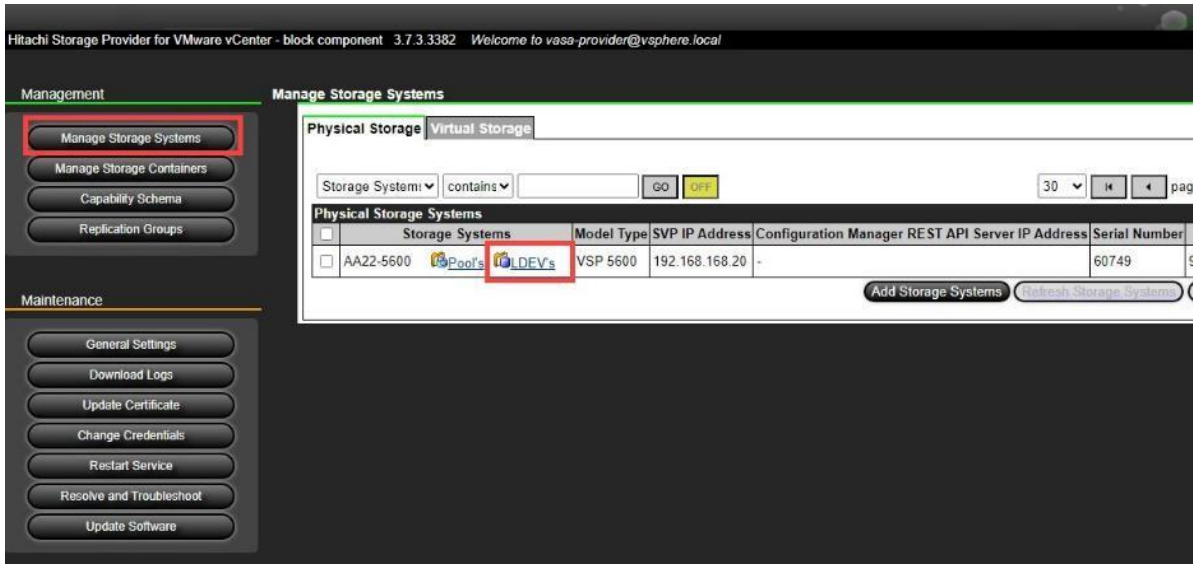 Hitachi Storage Provider for VMware vCenter - block component 3.7.3.3382 Welcome to vasa-provider@vsphere.local
Management
Manage Storage Systems
Manage Storage Containers
Capability Schema
Replication Groups
Maintenance
General Settings
Download Logs
Update Certificate
Change Credentials
Restart Service
Resolve and Troubleshoot
Update Software
Manage Storage Systems
Physical Storage Virtual Storage
Storage System contains GO OFF 30 pag
Physical Storage Systems
Storage Systems Model Type SVP IP Address Configuration Manager REST API Server IP Address Serial Number
AA22-5600 Pool's LDEV's VSP 5600 192.168.168.20 - 60749
Add Storage Systems Refresh Storage Systems